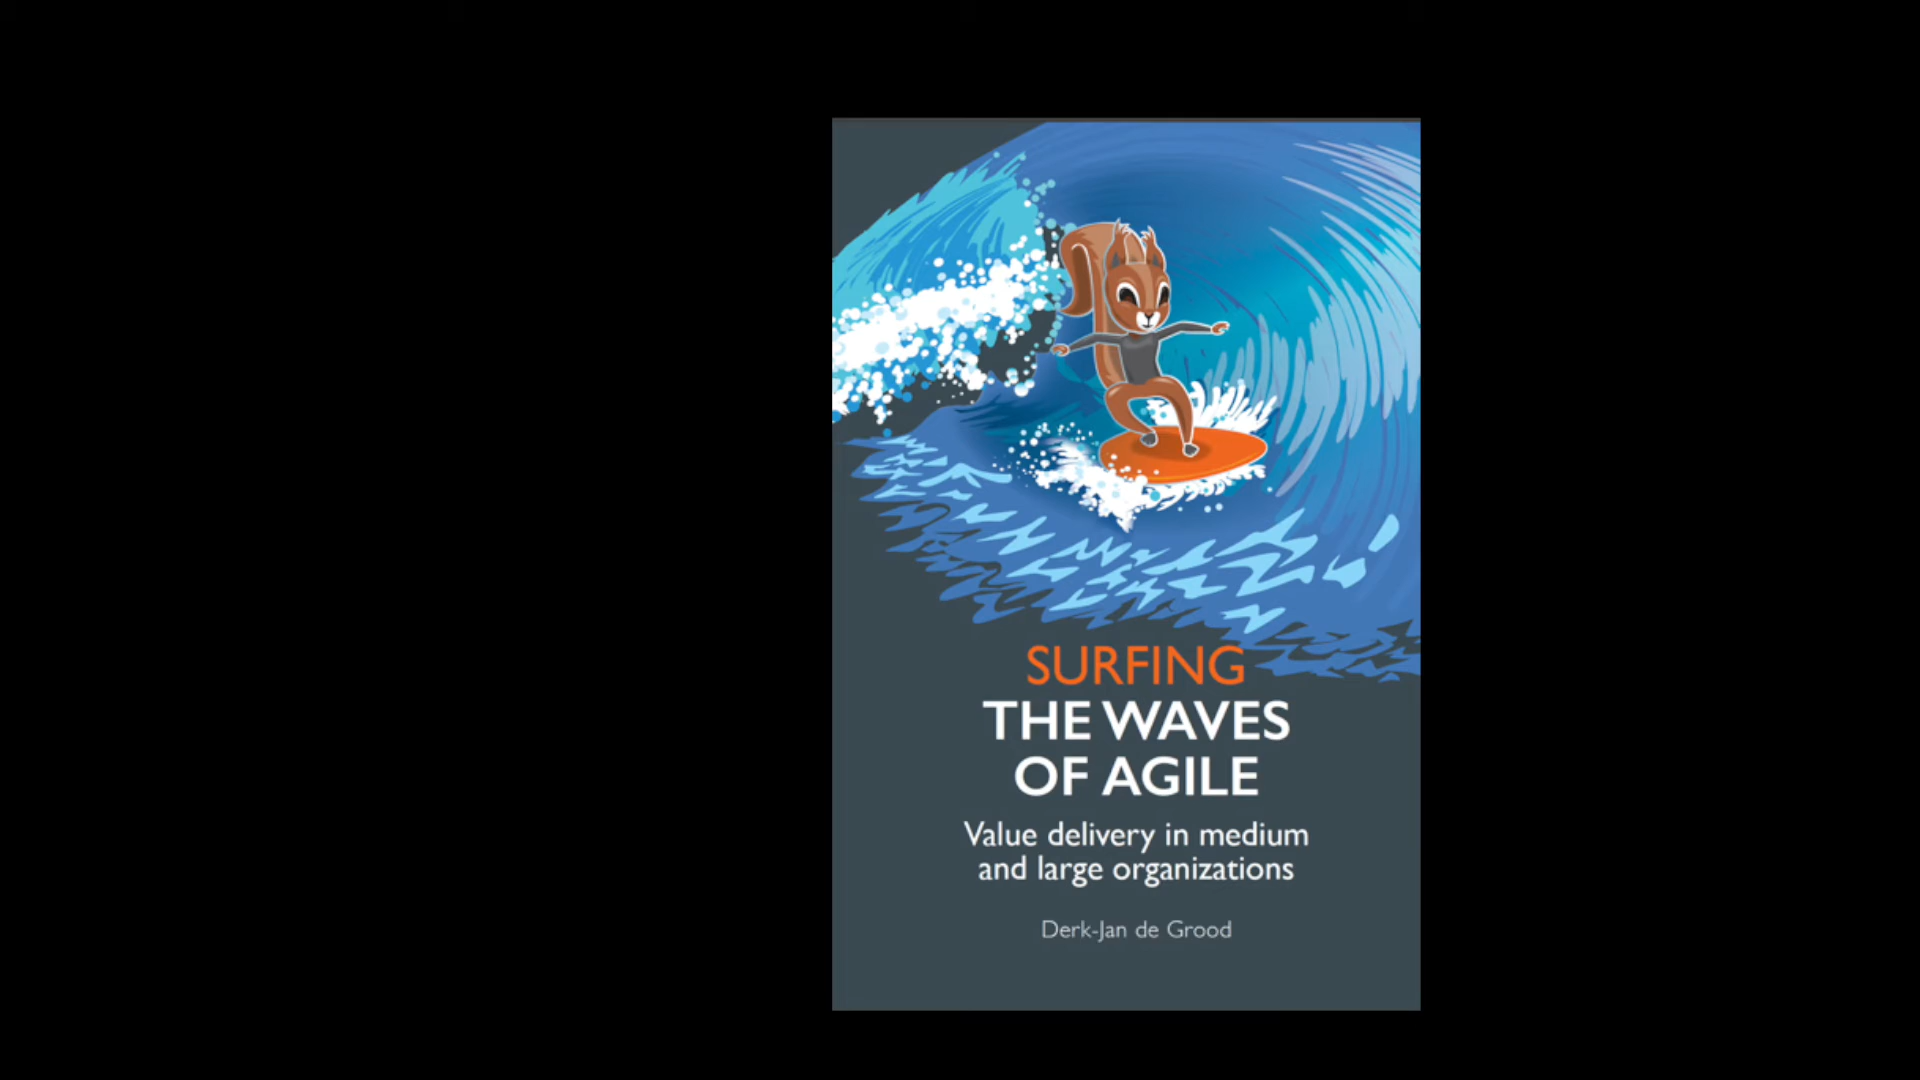 SURFING
THE WAVES
OF AGILE
Value delivery in medium
and large organizations
Derk-Jan de Grood